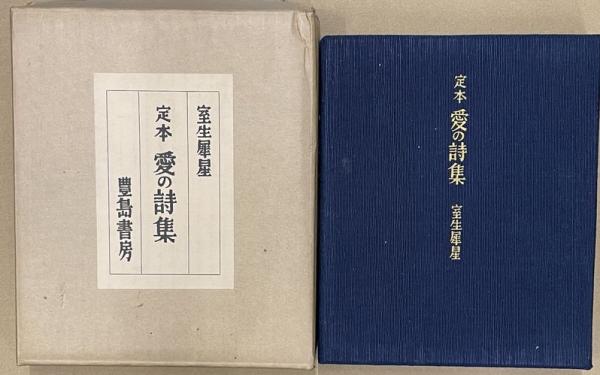 室生犀星
定本 愛の詩集
豊島書房
定本 愛の詩集 室生犀星